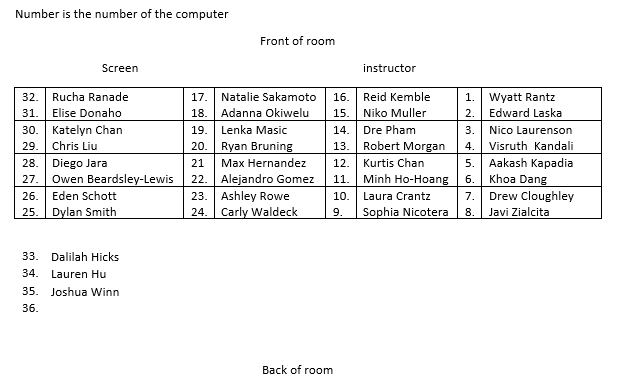 Number is the number of the computer
Front of room
Screen instructor
32. Rucha Ranade 17. Natalie Sakamoto 16. Reid Kemble 1. Wyatt Rantz
31. Elise Donaho 18. Adanna Okiwelu 15. Niko Muller 2. Edward Laska
30. Katelyn Chan 19. Lenka Masic 14. Dre Pham 3. Nico Laurenson
29. Chris Liu 20. Ryan Bruning 13. Robert Morgan 4. Visruth Kandali
28. Diego Jara 21 Max Hernandez 12. Kurtis Chan 5. Aakash Kapadia
27. Owen Beardsley-Lewis 22. Alejandro Gomez 11. Minh Ho-Hoang 6. Khoa Dang
26. Eden Schott 23. Ashley Rowe 10. Laura Crantz 7. Drew Cloughley
25. Dylan Smith 24. Carly Waldeck 9. Sophia Nicotera 8. Javi Zialcita
33. Dalilah Hicks
34. Lauren Hu
35. Joshua Winn
36.
Back of room